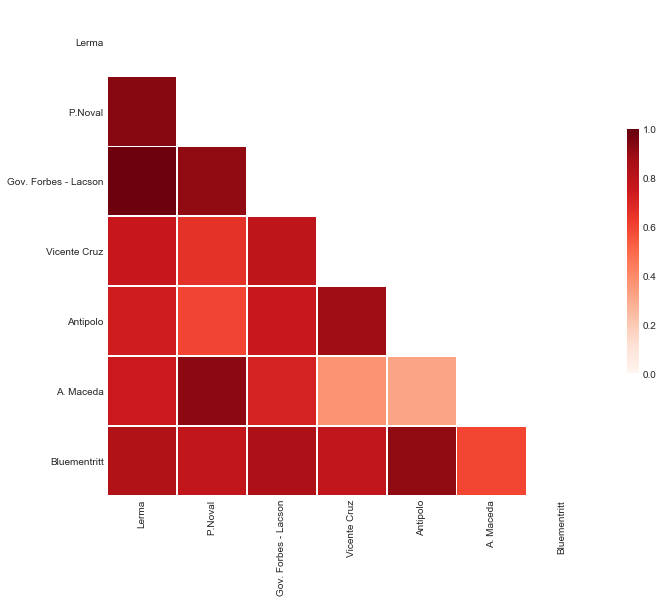 Lerma
P.Noval
Gov. Forbes - Lacson
Vicente Cruz
Antipolo
A. Maceda
Bluementritt
1.0
0.8
0.6
0.4
0.2
0.0
Lerma
P.Noval
Gov. Forbes - Lacson
Vicente Cruz
Antipolo
A. Maceda
Bluementritt